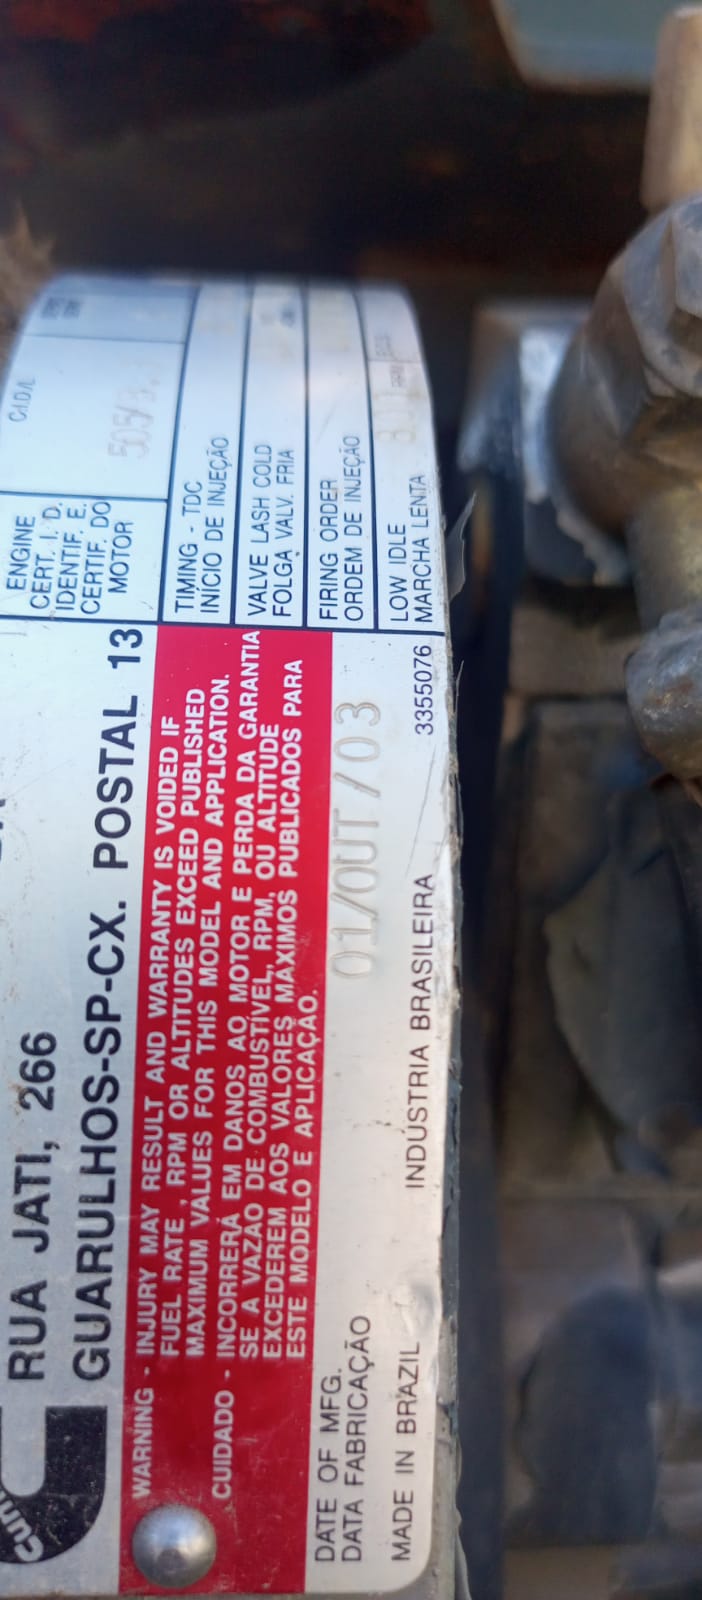 RUA JATI, 266
GUARULHOS-SP-CX. POSTAL 13
WARNING - INJURY MAY RESULT AND WARRANTY IS VOIDED IF
FUEL RATE , RPM OR ALTITUDES EXCEED PUBLISHED
MAXIMUM VALUES FOR THIS MODEL AND APPLICATION.
CUIDADO - INCORRERÁ EM DANOS AO MOTOR E PERDA DA GARANTIA
SE A VAZÃO DE COMBUSTÍVEL, RPM, OU ALTITUDE
EXCEDEREM AOS VALORES MÁXIMOS PUBLICADOS PARA
ESTE MODELO E APLICAÇÃO.
DATE OF MFG.
DATA FABRICAÇÃO
01/OUT/03
MADE IN BRAZIL
INDÚSTRIA BRASILEIRA
3355076
C.I.D./L
ENGINE
CERT. I. D.
IDENTIF. E.
CERTIF. DO
MOTOR
TIMING - TDC
INÍCIO DE INJEÇÃO
VALVE LASH COLD
FOLGA VALV. FRIA
FIRING ORDER
ORDEM DE INJEÇÃO
LOW IDLE
MARCHA LENTA
RPM